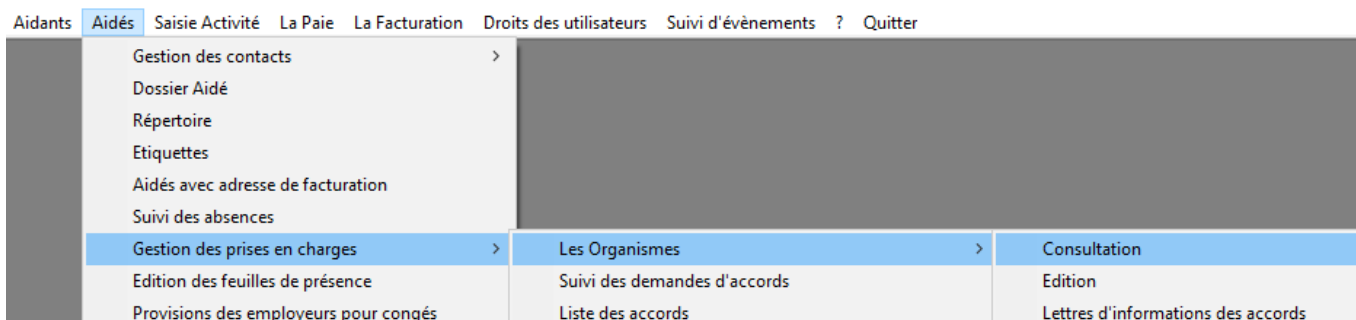 Aidants Aidés Saisie Activité La Paie La Facturation Droits des utilisateurs Suivi d'évènements ? Quitter
Gestion des contacts >
Dossier Aidé
Répertoire
Etiquettes
Aidés avec adresse de facturation
Suivi des absences
Gestion des prises en charges > Les Organismes > Consultation
Edition des feuilles de présence Suivi des demandes d'accords Edition
Provisions des employeurs pour congés Liste des accords Lettres d'informations des accords